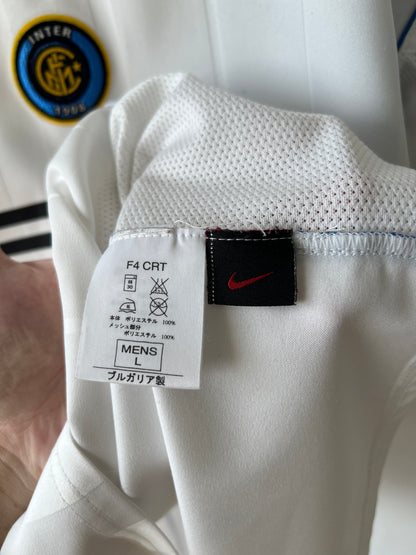 INTER
1908
F4 CRT
本体 ポリエステル 100%
メッシュ部分
ポリエステル 100%
MENS
L
ブルガリア製